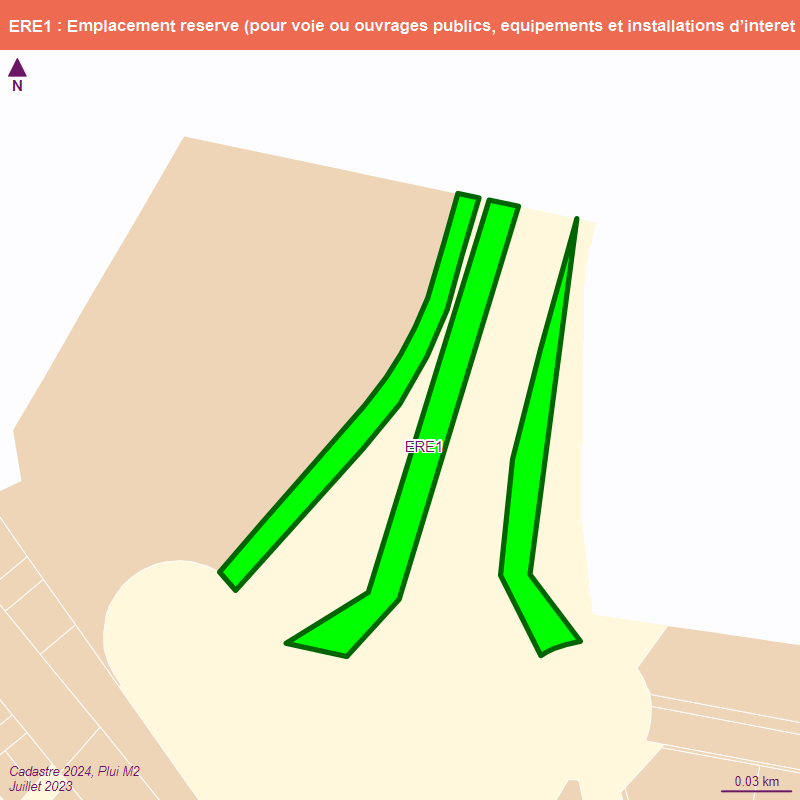 ERE1 : Emplacement reserve (pour voie ou ouvrages publics, equipements et installations d’interet
N
ERE1
Cadastre 2024, Plui M2
Juillet 2023
0.03 km